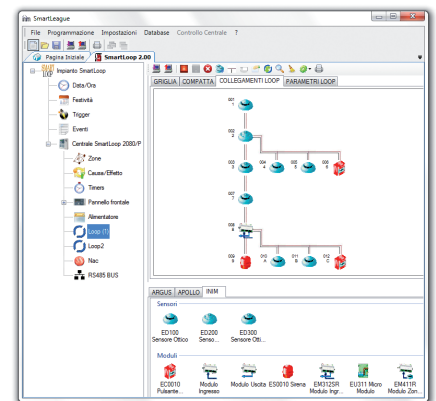 SmartLeague
File Programmazione Impostazioni Database Controllo Centrale ?
Pagina Iniziale SmartLoop 2.00
Impianto SmartLoop
Data/Ora
Festività
Trigger
Eventi
Centrale SmartLoop 2080/P
Zone
Causa/Effetto
Timers
Pannello frontale
Alimentatore
Loop (1)
Loop2
Nac
RS485 BUS
GRIGLIA COMPATTA COLLEGAMENTI LOOP PARAMETRI LOOP
001
002
003 004 005 006
007
008
009 010 011 012
ARGUS APOLLO INIM
Sensori
ED100 Sensore Ottico
ED200 Senso...
ED300 Sensore Otti...
Moduli
EC0010 Pulsante...
Modulo Ingresso
Modulo Uscita
ES0010 Sirena
EM312SR Modulo Ingr...
EU311 Micro Modulo
EM411R Modulo Zon...